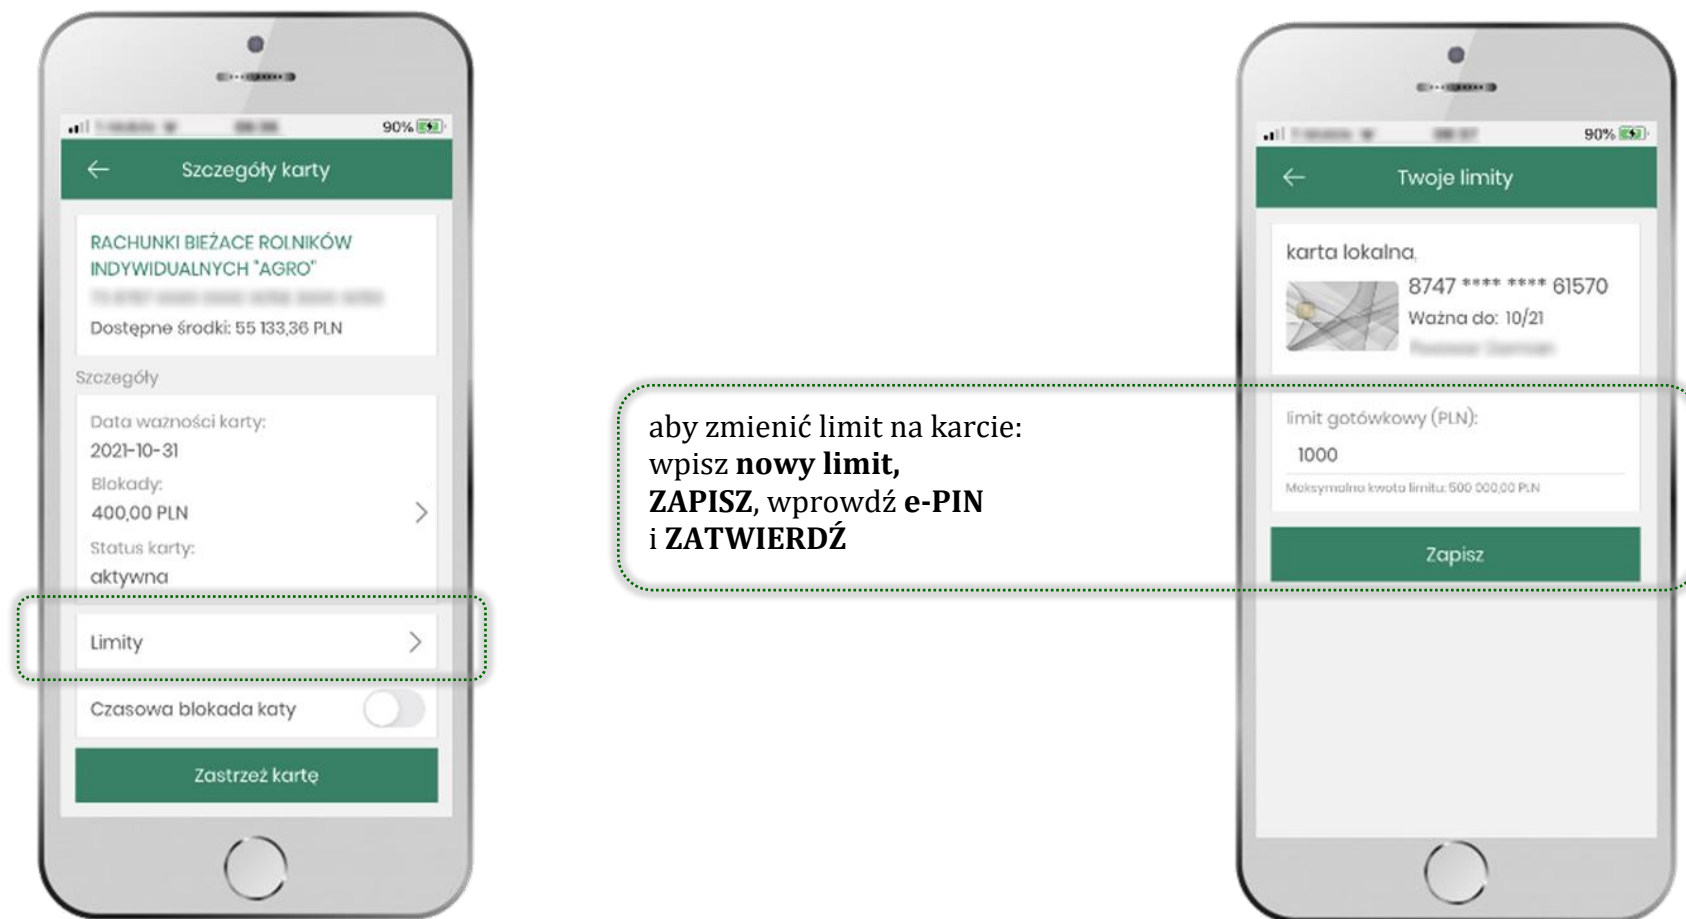 90%
Szczegóły karty
RACHUNKI BIEŻACE ROLNIKÓW
INDYWIDUALNYCH "AGRO"
Dostępne środki: 55 133,36 PLN
Szczegóły
Data ważności karty:
2021-10-31
Blokady:
400,00 PLN
Status karty:
aktywna
Limity
Czasowa blokada katy
Zastrzeż kartę
aby zmienić limit na karcie:
wpisz nowy limit,
ZAPISZ, wprowdź e-PIN
i ZATWIERDŹ
90%
Twoje limity
karta lokalna,
8747 **** **** 61570
Ważna do: 10/21
limit gotówkowy (PLN):
1000
Maksymalna kwota limitu: 500 000,00 PLN
Zapisz